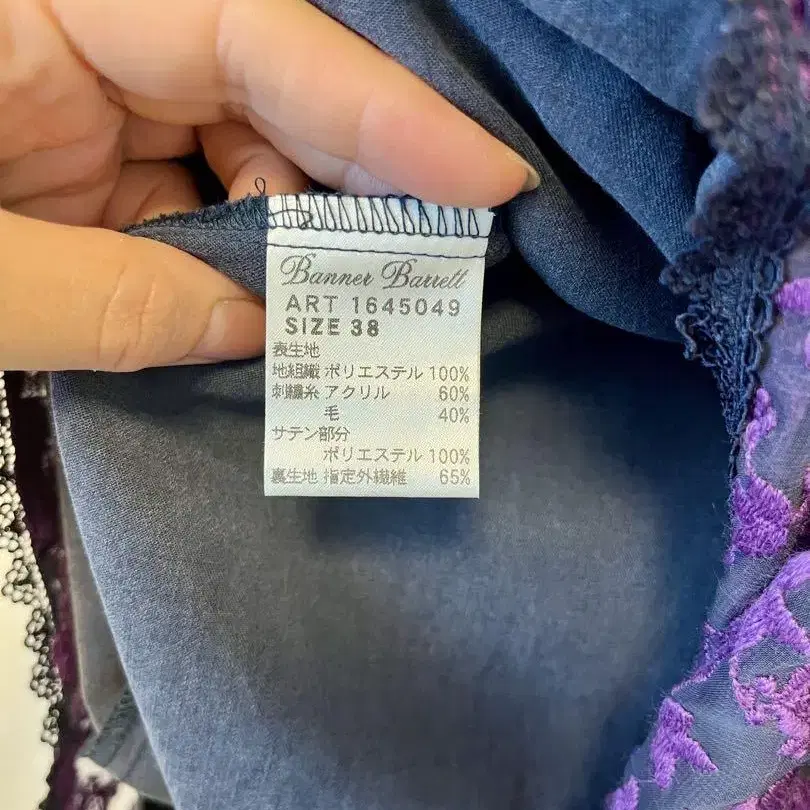 Banner Barrett
ART 1645049
SIZE 38
表生地
地組織 ポリエステル 100%
刺繍糸 アクリル 60%
毛 40%
サテン部分
ポリエステル 100%
裏生地 指定外繊維 65%